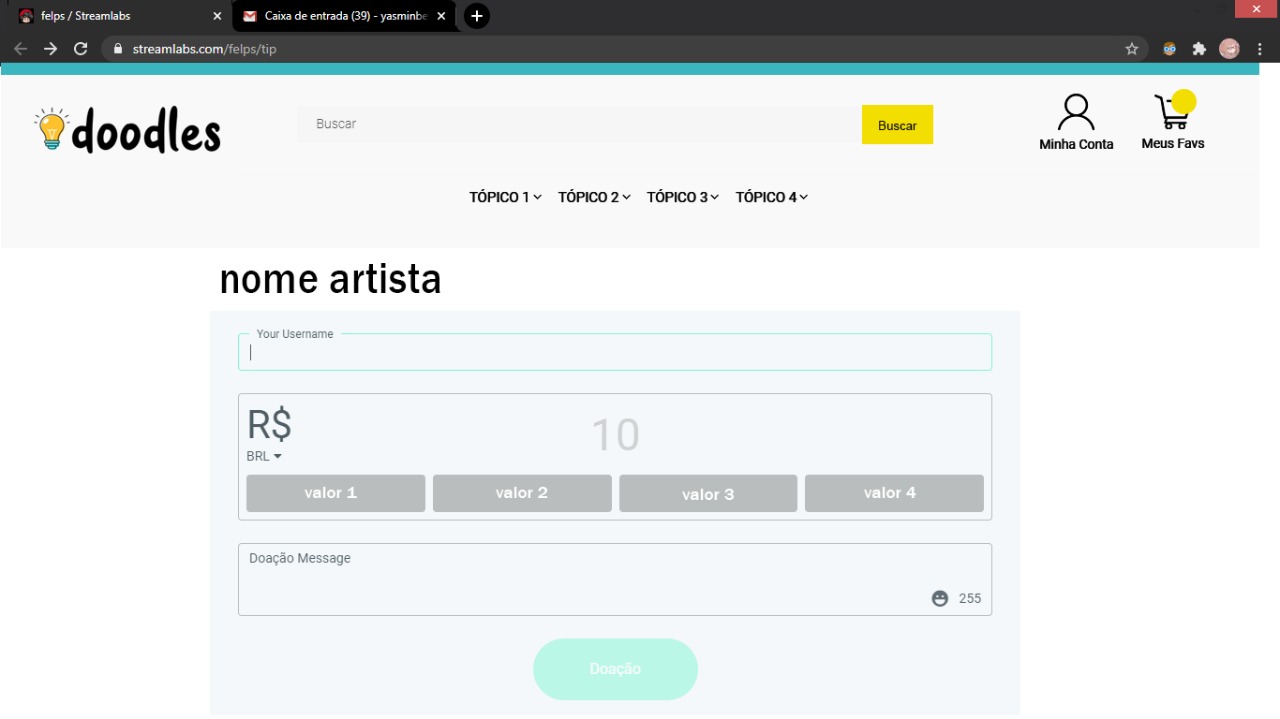 felps / Streamlabs
Caixa de entrada (39) - yasminbe
streamlabs.com/felps/tip
doodles
Buscar
Buscar
Minha Conta
Meus Favs
TÓPICO 1
TÓPICO 2
TÓPICO 3
TÓPICO 4
nome artista
Your Username
R$
10
BRL
valor 1
valor 2
valor 3
valor 4
Doação Message
255
Doação